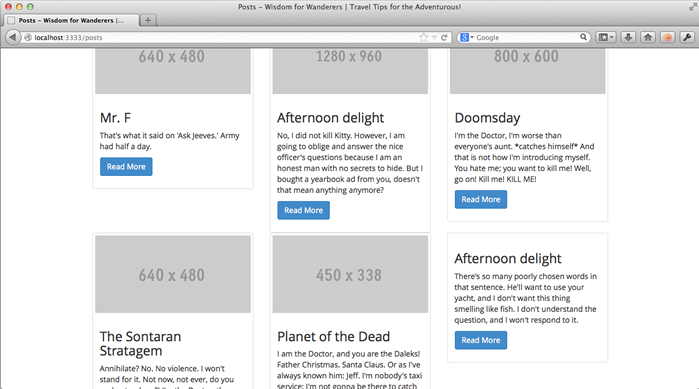 Posts – Wisdom for Wanderers | Travel Tips for the Adventurous!
Posts – Wisdom for Wanderers |...
localhost:3333/posts
Google
640 x 480
1280 x 960
800 x 600
Mr. F
That's what it said on 'Ask Jeeves.' Army
had half a day.
Read More
Afternoon delight
No, I did not kill Kitty. However, I am
going to oblige and answer the nice
officer's questions because I am an
honest man with no secrets to hide. But I
bought a yearbook ad from you, doesn't
that mean anything anymore?
Read More
Doomsday
I'm the Doctor, I'm worse than
everyone's aunt. *catches himself* And
that is not how I'm introducing myself.
You hate me; you want to kill me! Well,
go on! Kill me! KILL ME!
Read More
640 x 480
The Sontaran
Stratagem
Annihilate? No. No violence. I won't
stand for it. Not now, not ever, do you
450 x 338
Planet of the Dead
I am the Doctor, and you are the Daleks!
Father Christmas. Santa Claus. Or as I've
always known him: Jeff. I'm nobody's taxi
service; I'm not gonna be there to catch
Afternoon delight
There's so many poorly chosen words in
that sentence. He'll want to use your
yacht, and I don't want this thing
smelling like fish. I don't understand the
question, and I won't respond to it.
Read More